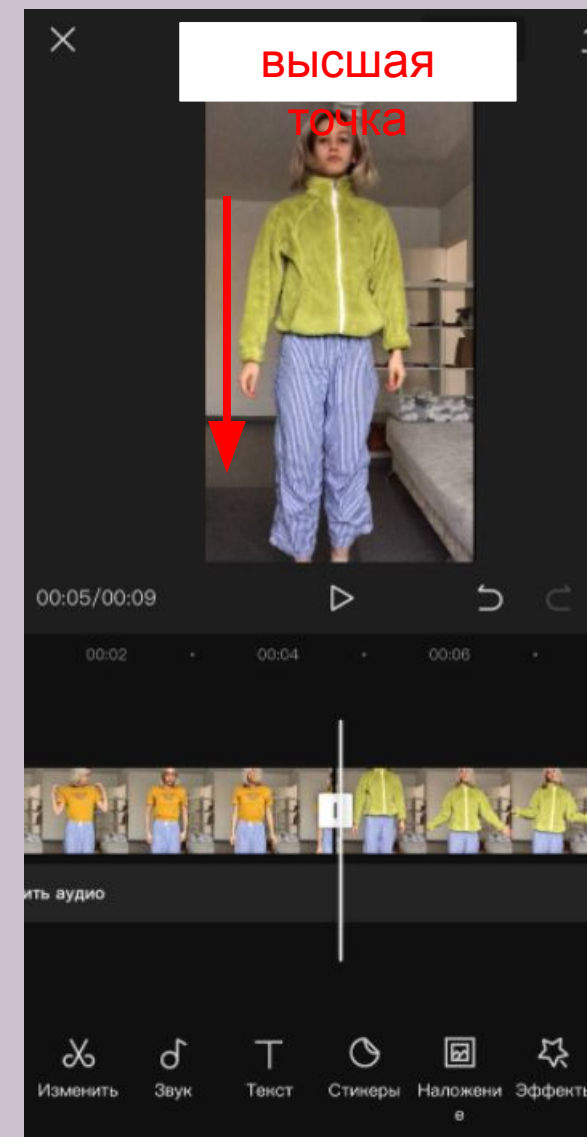 высшая
точка
00:05/00:09
00:02
00:04
00:06
ить аудио
Изменить
Звук
Текст
Стикеры
Наложени
е
Эффекты